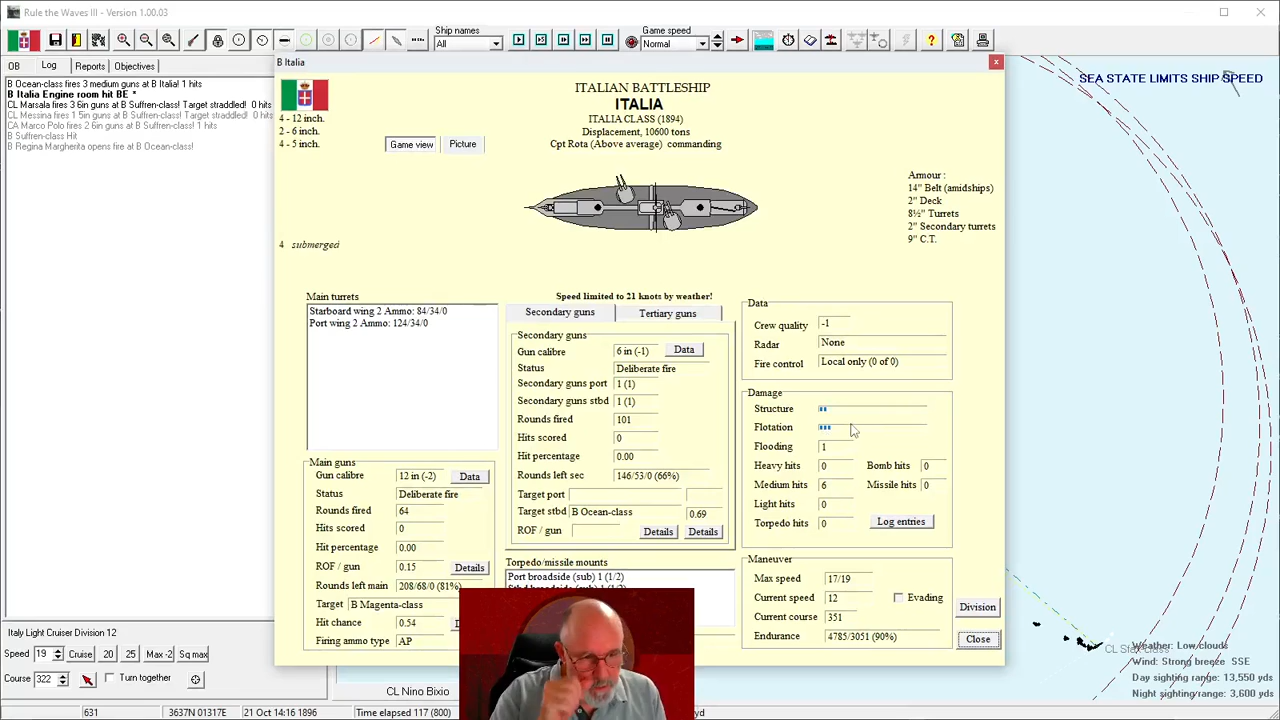 Rule the Waves III - Version 1.00.03
Ship names
All
Game speed
Normal
OB Log Reports Objectives
B Ocean-class fires 3 medium guns at B Italia! 1 hits
B Italia Engine room hit BE *
CL Marsala fires 3 6in guns at B Suffren-class! Target straddled! 0 hits
CL Messina fires 1 5in guns at B Suffren-class! Target straddled! 0 hits
CA Marco Polo fires 2 6in guns at B Suffren-class! 1 hits
B Suffren-class Hit
B Regina Margherita opens fire at B Ocean-class!
SEA STATE LIMITS SHIP SPEED
B Italia
4 - 12 inch.
2 - 6 inch.
4 - 5 inch.
ITALIAN BATTLESHIP
ITALIA
ITALIA CLASS (1894)
Displacement, 10600 tons
Cpt Rota (Above average) commanding
Game view Picture
Armour :
14" Belt (amidships)
2" Deck
8½" Turrets
2" Secondary turrets
9" C.T.
4 submerged
Main turrets
Starboard wing 2 Ammo: 84/34/0
Port wing 2 Ammo: 124/34/0
Speed limited to 21 knots by weather!
Secondary guns Tertiary guns
Secondary guns
Gun calibre 6 in (-1) Data
Status Deliberate fire
Secondary guns port 1 (1)
Secondary guns stbd 1 (1)
Rounds fired 101
Hits scored 0
Hit percentage 0.00
Rounds left sec 146/53/0 (66%)
Target port
Target stbd B Ocean-class 0.69
ROF / gun Details Details
Data
Crew quality -1
Radar None
Fire control Local only (0 of 0)
Damage
Structure
Flotation
Flooding 1
Heavy hits 0 Bomb hits 0
Medium hits 6 Missile hits 0
Light hits 0
Torpedo hits 0 Log entries
Main guns
Gun calibre 12 in (-2) Data
Status Deliberate fire
Rounds fired 64
Hits scored 0
Hit percentage 0.00
ROF / gun 0.15 Details
Rounds left main 208/68/0 (81%)
Target B Magenta-class
Hit chance 0.54
Firing ammo type AP
Torpedo/missile mounts
Port broadside (sub) 1 (1/2)
Maneuver
Max speed 17/19
Current speed 12 Evading
Current course 351
Endurance 4785/3051 (90%)
Division
Close
Italy Light Cruiser Division 12
Speed 19 Cruise 20 25 Max -2 Sq max
Course 322 Turn together
CL Nino Bixio
Weather: Low clouds
Wind: Strong breeze SSE
Day sighting range: 13,550 yds
Night sighting range: 3,600 yds
631 3637N 01317E 21 Oct 14:16 1896 Time elapsed 117 (800)